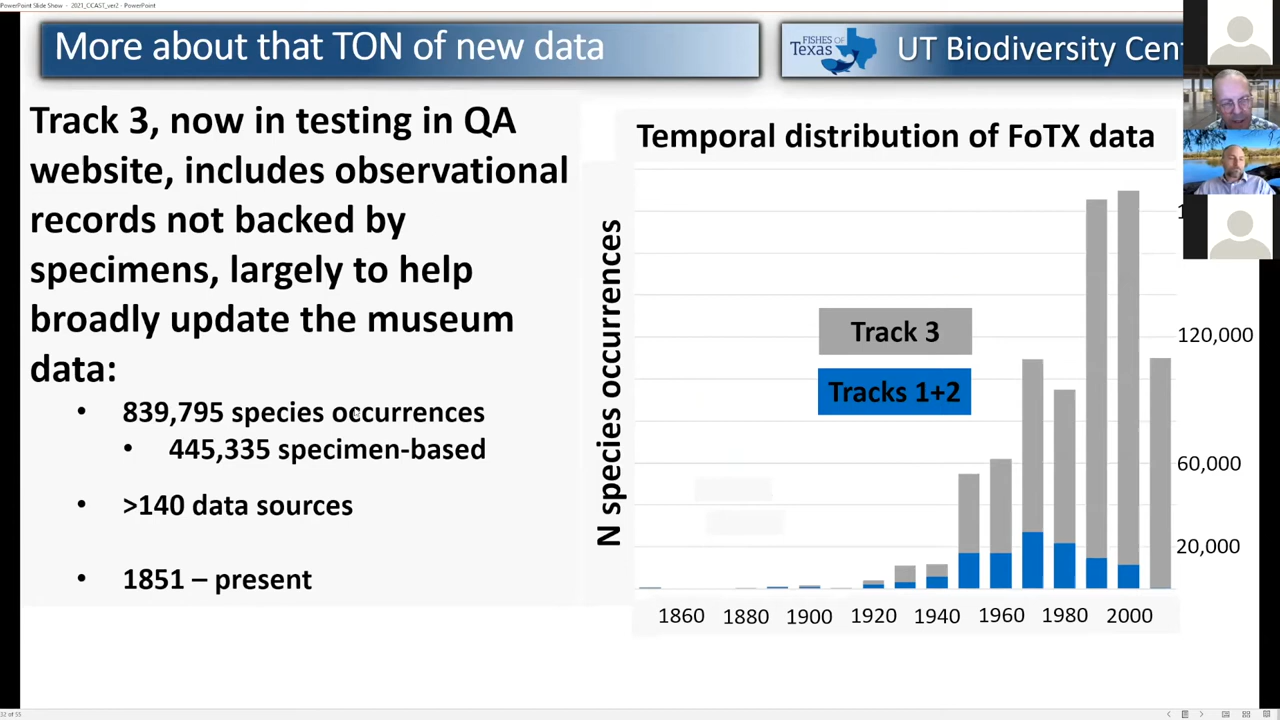 PowerPoint Slide Show - 2021_CCAST_ver2 - PowerPoint
More about that TON of new data
FISHES OF
Texas
UT Biodiversity Cen
Track 3, now in testing in QA
website, includes observational
records not backed by
specimens, largely to help
broadly update the museum
data:
• 839,795 species occurrences
• 445,335 specimen-based
• >140 data sources
• 1851 – present
Temporal distribution of FoTX data
N species occurrences
Track 3
Tracks 1+2
120,000
60,000
20,000
1860 1880 1900 1920 1940 1960 1980 2000
32 of 55